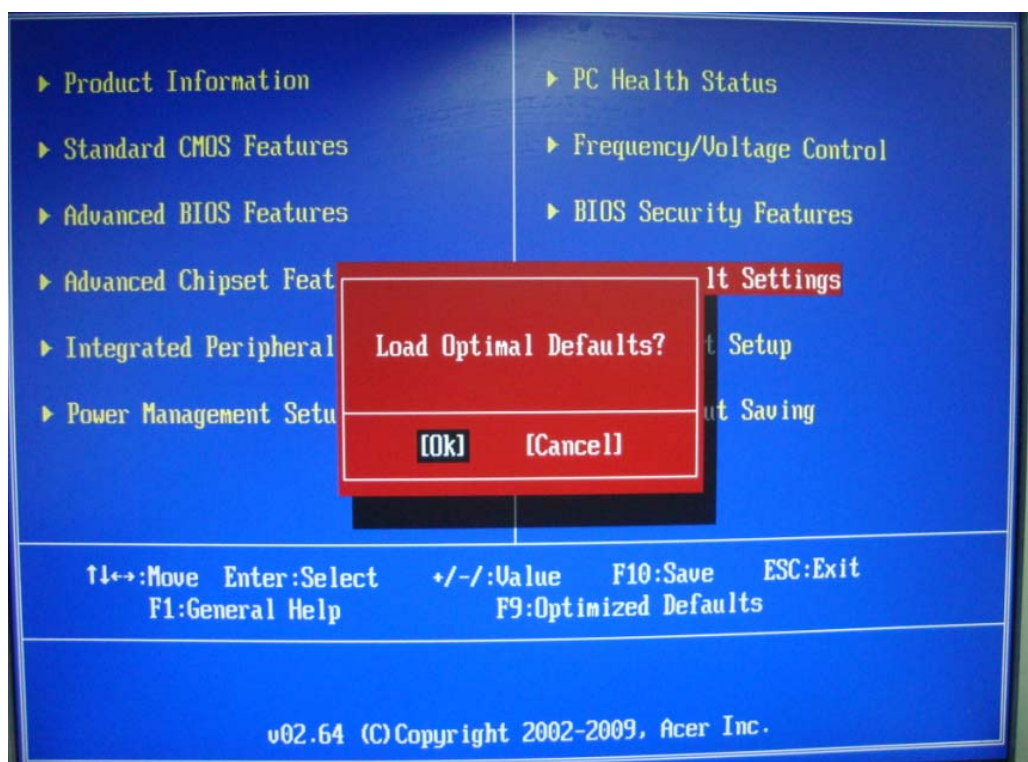 Product Information
PC Health Status
Standard CMOS Features
Frequency/Voltage Control
Advanced BIOS Features
BIOS Security Features
Advanced Chipset Feat
lt Settings
Integrated Peripheral
Load Optimal Defaults?
t Setup
Power Management Setu
ut Saving
[Ok] [Cancel]
↑↓←→:Move Enter:Select +/-/:Value F10:Save ESC:Exit
F1:General Help F9:Optimized Defaults
v02.64 (C)Copyright 2002-2009, Acer Inc.